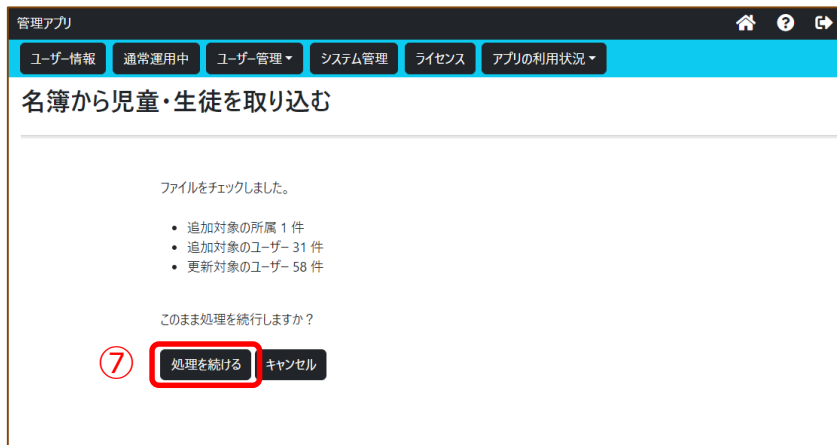 管理アプリ
ユーザー情報 通常運用中 ユーザー管理 システム管理 ライセンス アプリの利用状況
名簿から児童・生徒を取り込む
ファイルをチェックしました。
• 追加対象の所属 1 件
• 追加対象のユーザー 31 件
• 更新対象のユーザー 58 件
このまま処理を続行しますか？
⑦ 処理を続ける キャンセル